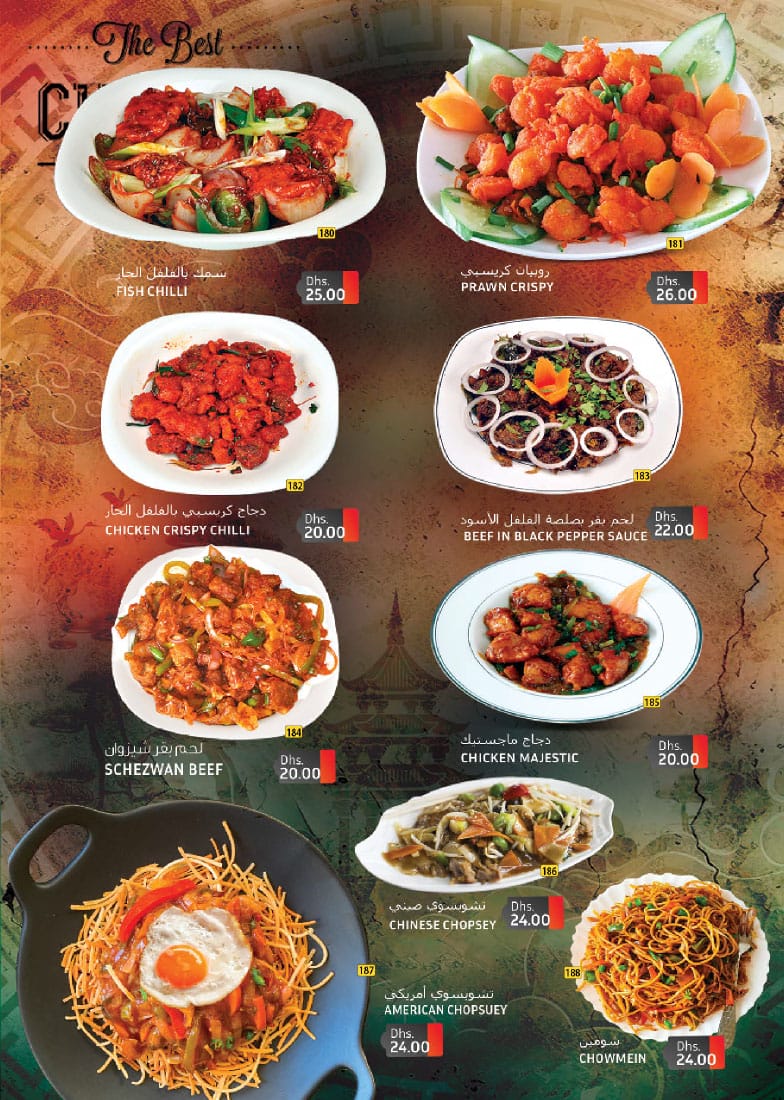 The Best
180
181
سمك بالفلفل الحار
FISH CHILLI
Dhs.
25.00
روبيان كريسبي
PRAWN CRISPY
Dhs.
26.00
182
183
دجاج كريسبي بالفلفل الحار
CHICKEN CRISPY CHILLI
Dhs.
20.00
لحم بقر بصلصة الفلفل الأسود
BEEF IN BLACK PEPPER SAUCE
Dhs.
22.00
184
185
لحم بقر شيزوان
SCHEZWAN BEEF
Dhs.
20.00
دجاج ماجستيك
CHICKEN MAJESTIC
Dhs.
20.00
186
تشوبسوي صيني
CHINESE CHOPSEY
Dhs.
24.00
187
تشوبسوي أمريكي
AMERICAN CHOPSUEY
Dhs.
24.00
188
سومين
CHOWMEIN
Dhs.
24.00